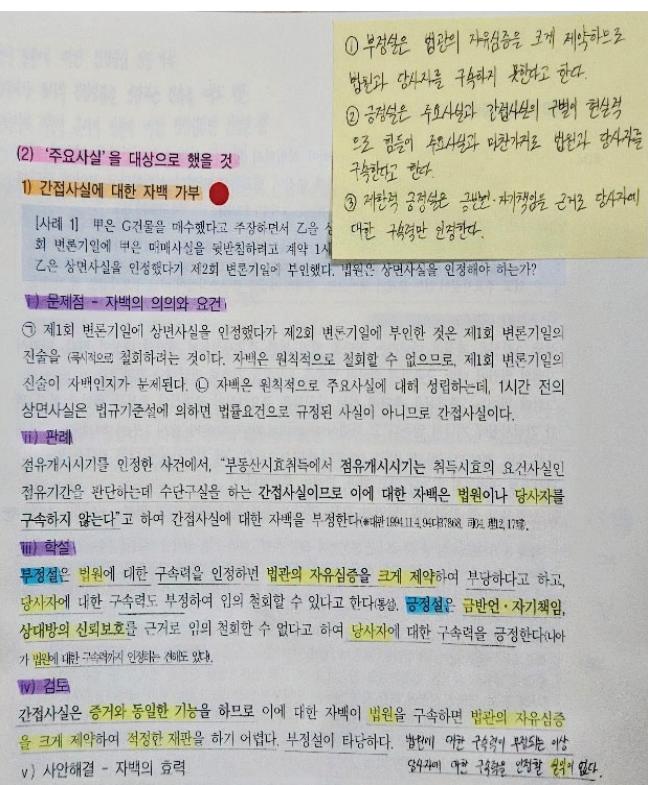 ① 부정설은 법관의 자유심증을 크게 제약하므로
법원과 당사자를 구속하지 못한다고 한다.
② 긍정설은 주요사실과 간접사실의 구별이 현실적
으로 힘들어 주요사실과 마찬가지로 법원과 당사자를
구속한다고 한다.
③ 제한적 긍정설은 금반언·자기책임을 근거로 당사자에
대한 구속력만 인정한다.
(2) ‘주요사실’을 대상으로 했을 것
1) 간접사실에 대한 자백 가부
[사례 1] 甲은 G건물을 매수했다고 주장하면서 乙을
회 변론기일에 甲은 매매사실을 뒷받침하려고 계약 1시
乙은 상면사실을 인정했다가 제2회 변론기일에 부인했다. 법원은 상면사실을 인정해야 하는가?
ⅰ) 문제점 - 자백의 의의와 요건
㉠ 제1회 변론기일에 상면사실을 인정했다가 제2회 변론기일에 부인한 것은 제1회 변론기일의
진술을 (묵시적으로) 철회하려는 것이다. 자백은 원칙적으로 철회할 수 없으므로, 제1회 변론기일의
진술이 자백인지가 문제된다. ㉡ 자백은 원칙적으로 주요사실에 대해 성립하는데, 1시간 전의
상면사실은 법규기준설에 의하면 법률요건으로 규정된 사실이 아니므로 간접사실이다.
ⅱ) 판례
점유개시시기를 인정한 사건에서, “부동산시효취득에서 점유개시시기는 취득시효의 요건사실인
점유기간을 판단하는데 수단구실을 하는 간접사실이므로 이에 대한 자백은 법원이나 당사자를
구속하지 않는다”고 하여 간접사실에 대한 자백을 부정한다
ⅲ) 학설
부정설은 법원에 대한 구속력을 인정하면 법관의 자유심증을 크게 제약하여 부당하다고 하고,
당사자에 대한 구속력도 부정하여 임의 철회할 수 있다고 한다(통설). 긍정설은 금반언·자기책임,
상대방의 신뢰보호를 근거로 임의 철회할 수 없다고 하여 당사자에 대한 구속력을 긍정한다(나아
가 법원에 대한 구속력까지 인정하는 견해도 있다).
ⅳ) 검토
간접사실은 증거와 동일한 기능을 하므로 이에 대한 자백이 법원을 구속하면 법관의 자유심증
을 크게 제약하여 적정한 재판을 하기 어렵다. 부정설이 타당하다. 법원에 대한 구속력이 부정되는 이상
당사자에 대한 구속력을 인정할 실익이 없다.
ⅴ) 사안해결 - 자백의 효력